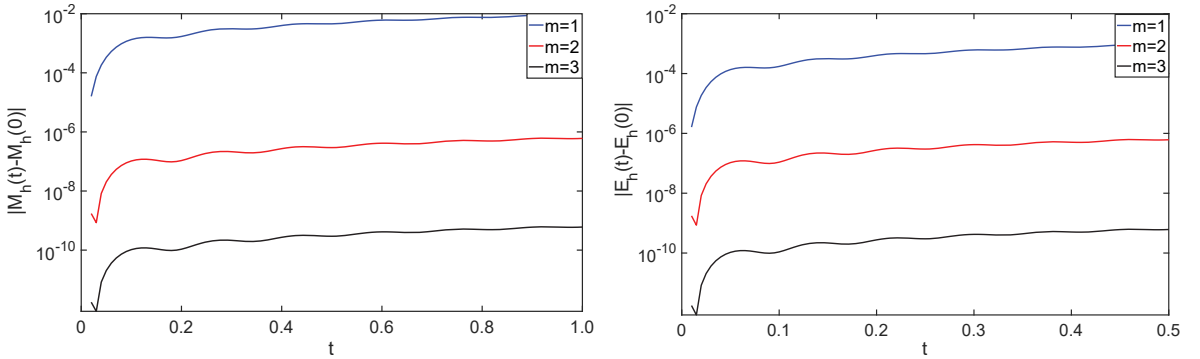 |M_h(t)-M_h(0)|
10^-2
10^-4
10^-6
10^-8
10^-10
0 0.2 0.4 0.6 0.8 1.0
t
m=1
m=2
m=3
|E_h(t)-E_h(0)|
10^-2
10^-4
10^-6
10^-8
10^-10
0 0.1 0.2 0.3 0.4 0.5
t
m=1
m=2
m=3